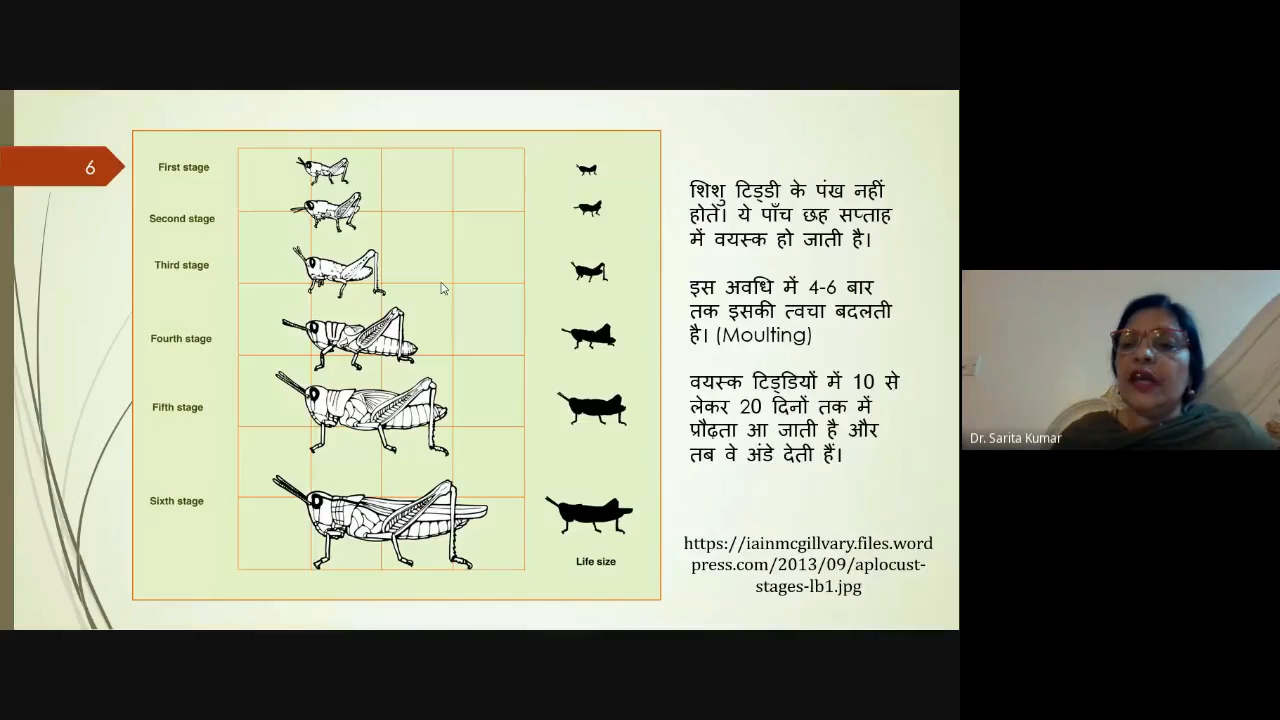 6
First stage
Second stage
Third stage
Fourth stage
Fifth stage
Sixth stage
Life size
शिशु टिड्डी के पंख नहीं
होते। ये पाँच छह सप्ताह
में वयस्क हो जाती है।
इस अवधि में 4-6 बार
तक इसकी त्वचा बदलती
है। (Moulting)
वयस्क टिड्डियों में 10 से
लेकर 20 दिनों तक में
प्रौढ़ता आ जाती है और
तब वे अंडे देती हैं।
https://iainmcgillvary.files.word
press.com/2013/09/aplocust-
stages-lb1.jpg
Dr. Sarita Kumar